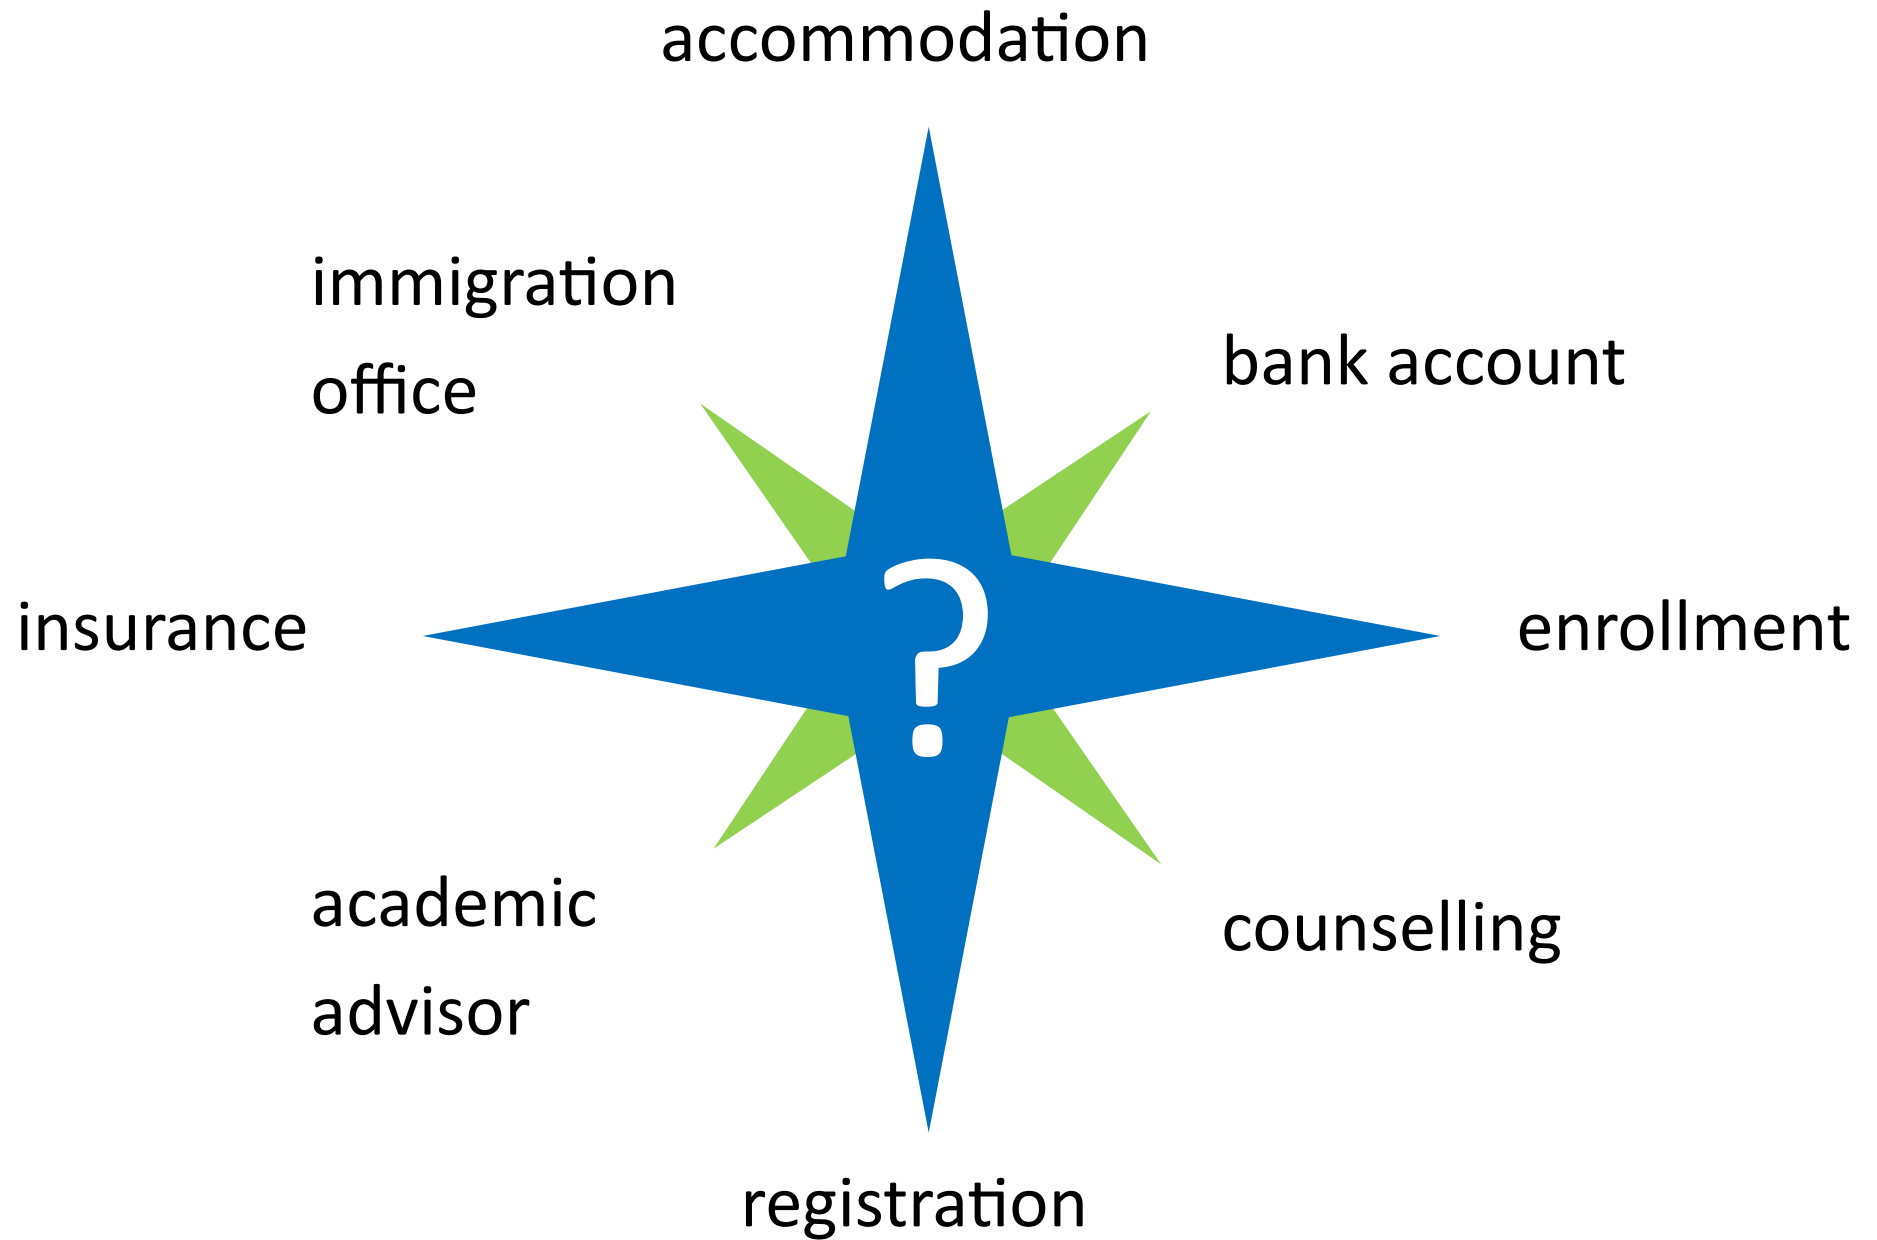 accommodation
immigration
office
bank account
insurance
?
enrollment
academic
advisor
counselling
registration